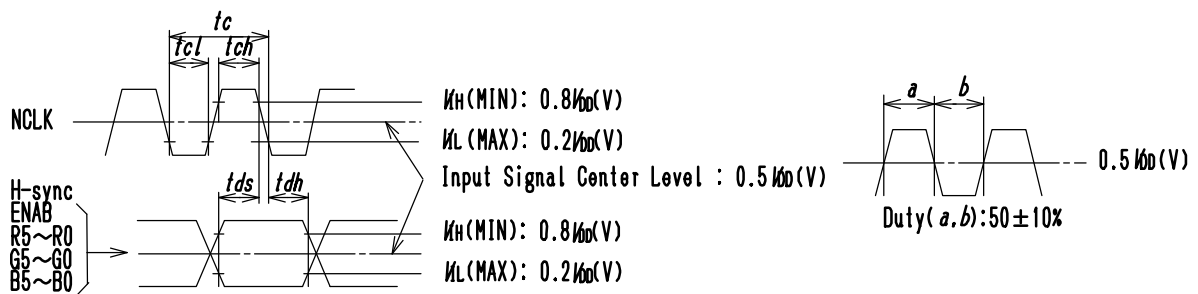 tc
tcl tch
NCLK
VIH(MIN): 0.8VDD(V)
VIL(MAX): 0.2VDD(V)
Input Signal Center Level : 0.5VDD(V)
tds tdh
H-sync
ENAB
R5~R0
G5~G0
B5~B0
VIH(MIN): 0.8VDD(V)
VIL(MAX): 0.2VDD(V)
a b
0.5VDD(V)
Duty(a,b):50±10%